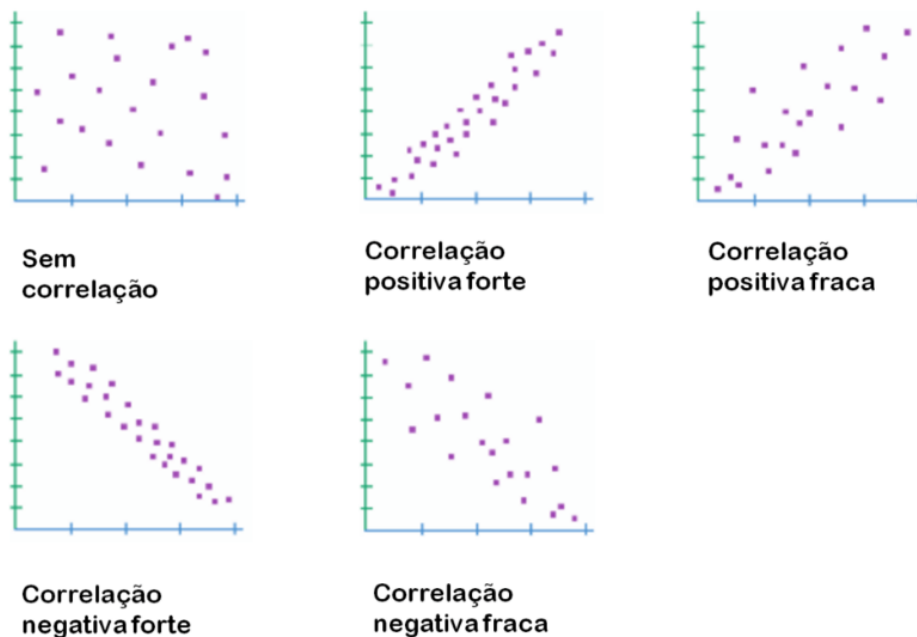 Sem
correlação
Correlação
positiva forte
Correlação
positiva fraca
Correlação
negativa forte
Correlação
negativa fraca